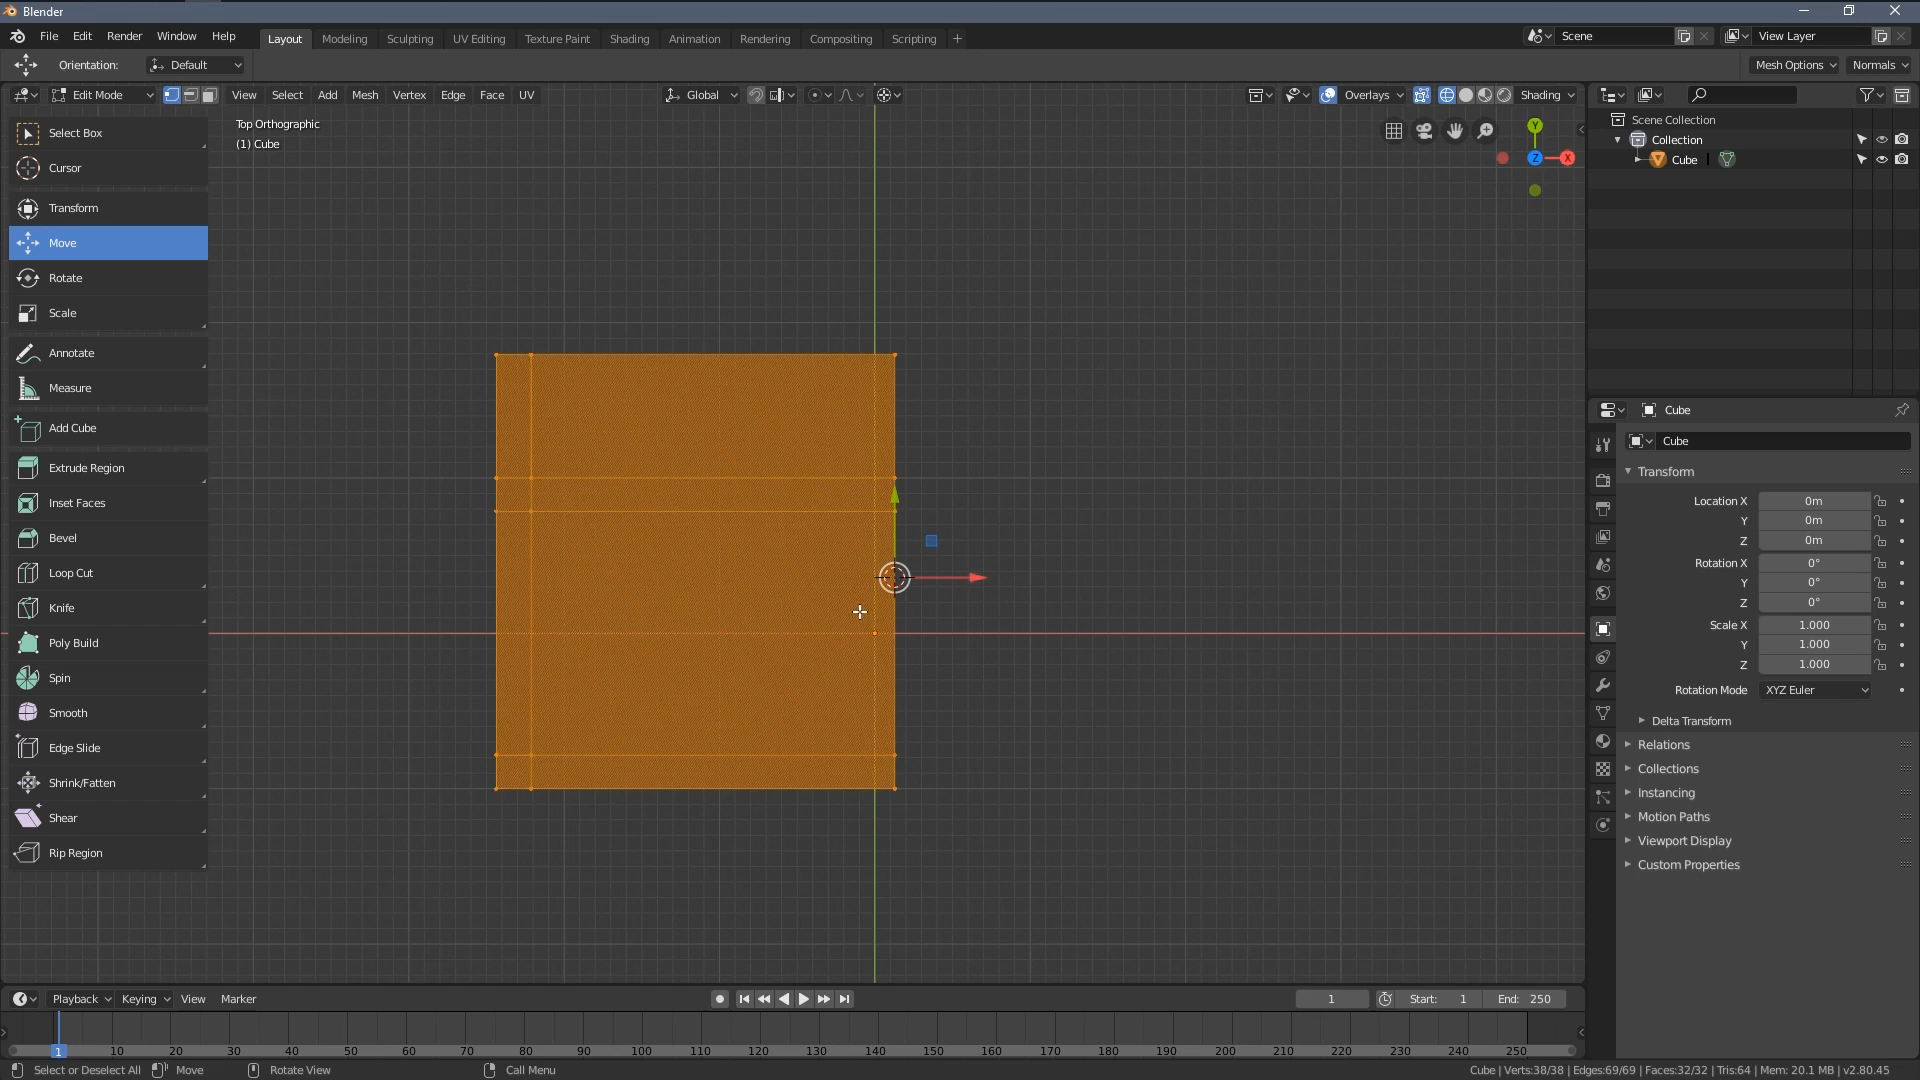 Blender
File Edit Render Window Help Layout Modeling Sculpting UV Editing Texture Paint Shading Animation Rendering Compositing Scripting + Scene View Layer
Orientation: Default Mesh Options Normals
Edit Mode View Select Add Mesh Vertex Edge Face UV Global Overlays Shading
Top Orthographic
(1) Cube
Y
Z X
Select Box
Cursor
Transform
Move
Rotate
Scale
Annotate
Measure
Add Cube
Extrude Region
Inset Faces
Bevel
Loop Cut
Knife
Poly Build
Spin
Smooth
Edge Slide
Shrink/Fatten
Shear
Rip Region
Scene Collection
Collection
Cube
Cube
Cube
Transform
Location X 0m
Y 0m
Z 0m
Rotation X 0°
Y 0°
Z 0°
Scale X 1.000
Y 1.000
Z 1.000
Rotation Mode XYZ Euler
Delta Transform
Relations
Collections
Instancing
Motion Paths
Viewport Display
Custom Properties
Playback Keying View Marker 1 Start: 1 End: 250
1 10 20 30 40 50 60 70 80 90 100 110 120 130 140 150 160 170 180 190 200 210 220 230 240 250
Select or Deselect All Move Rotate View Call Menu Cube | Verts:38/38 | Edges:69/69 | Faces:32/32 | Tris:64 | Mem: 20.1 MB | v2.80.45